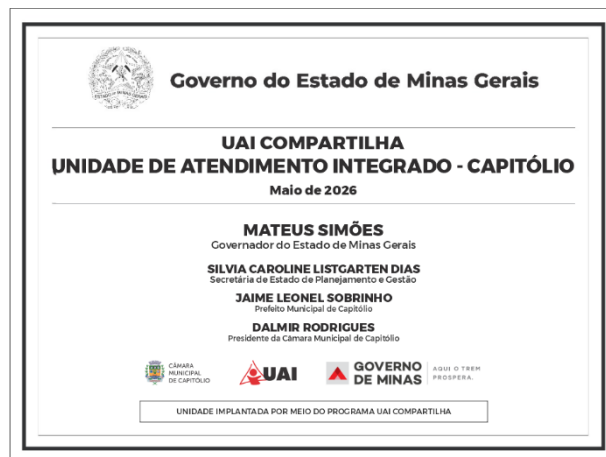 Governo do Estado de Minas Gerais
UAI COMPARTILHA
UNIDADE DE ATENDIMENTO INTEGRADO - CAPITÓLIO
Maio de 2026
MATEUS SIMÕES
Governador do Estado de Minas Gerais
SILVIA CAROLINE LISTGARTEN DIAS
Secretária de Estado de Planejamento e Gestão
JAIME LEONEL SOBRINHO
Prefeito Municipal de Capitólio
DALMIR RODRIGUES
Presidente da Câmara Municipal de Capitólio
CÂMARA
MUNICIPAL
DE CAPITÓLIO
UAI
GOVERNO
DE MINAS
AQUI O TREM
PROSPERA.
UNIDADE IMPLANTADA POR MEIO DO PROGRAMA UAI COMPARTILHA